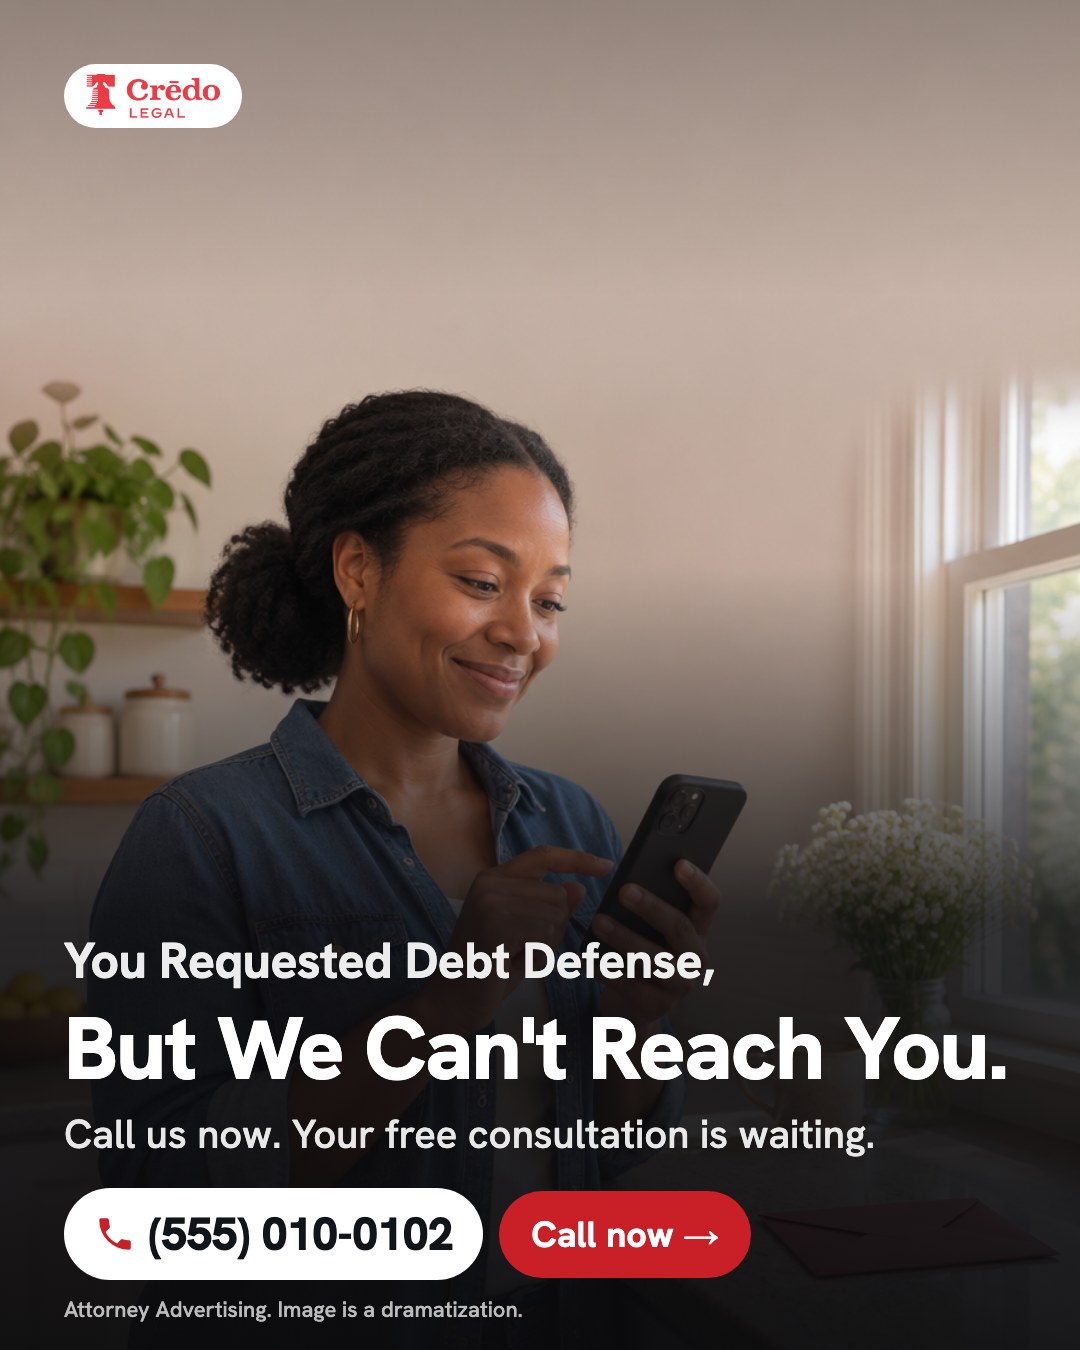 Crēdo
LEGAL
You Requested Debt Defense,
But We Can't Reach You.
Call us now. Your free consultation is waiting.
(555) 010-0102
Call now →
Attorney Advertising. Image is a dramatization.